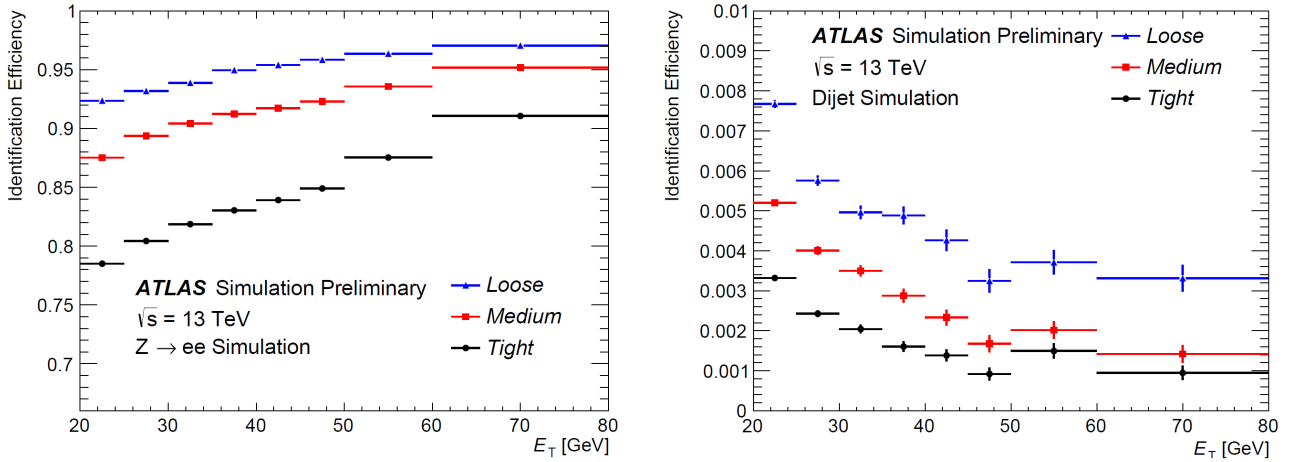 Identification Efficiency
1
0.95
0.9
0.85
0.8
0.75
0.7
ATLAS Simulation Preliminary
√s = 13 TeV
Z → ee Simulation
Loose
Medium
Tight
20 30 40 50 60 70 80
E_T [GeV]
Identification Efficiency
0.01
0.009
0.008
0.007
0.006
0.005
0.004
0.003
0.002
0.001
0
ATLAS Simulation Preliminary
√s = 13 TeV
Dijet Simulation
Loose
Medium
Tight
20 30 40 50 60 70 80
E_T [GeV]